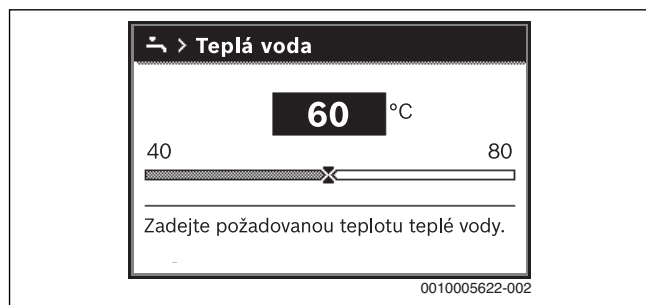 > Teplá voda
60 °C
40 80
Zadejte požadovanou teplotu teplé vody.
0010005622-002